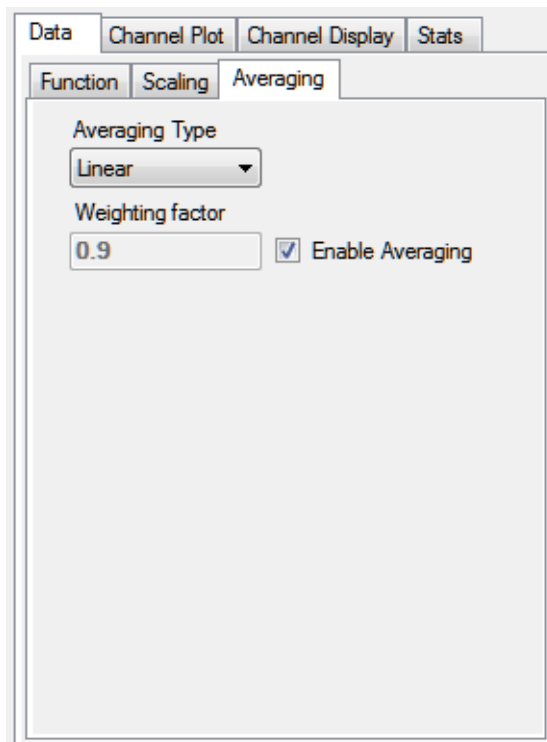 Data Channel Plot Channel Display Stats
Function Scaling Averaging
Averaging Type
Linear
Weighting factor
0.9 Enable Averaging